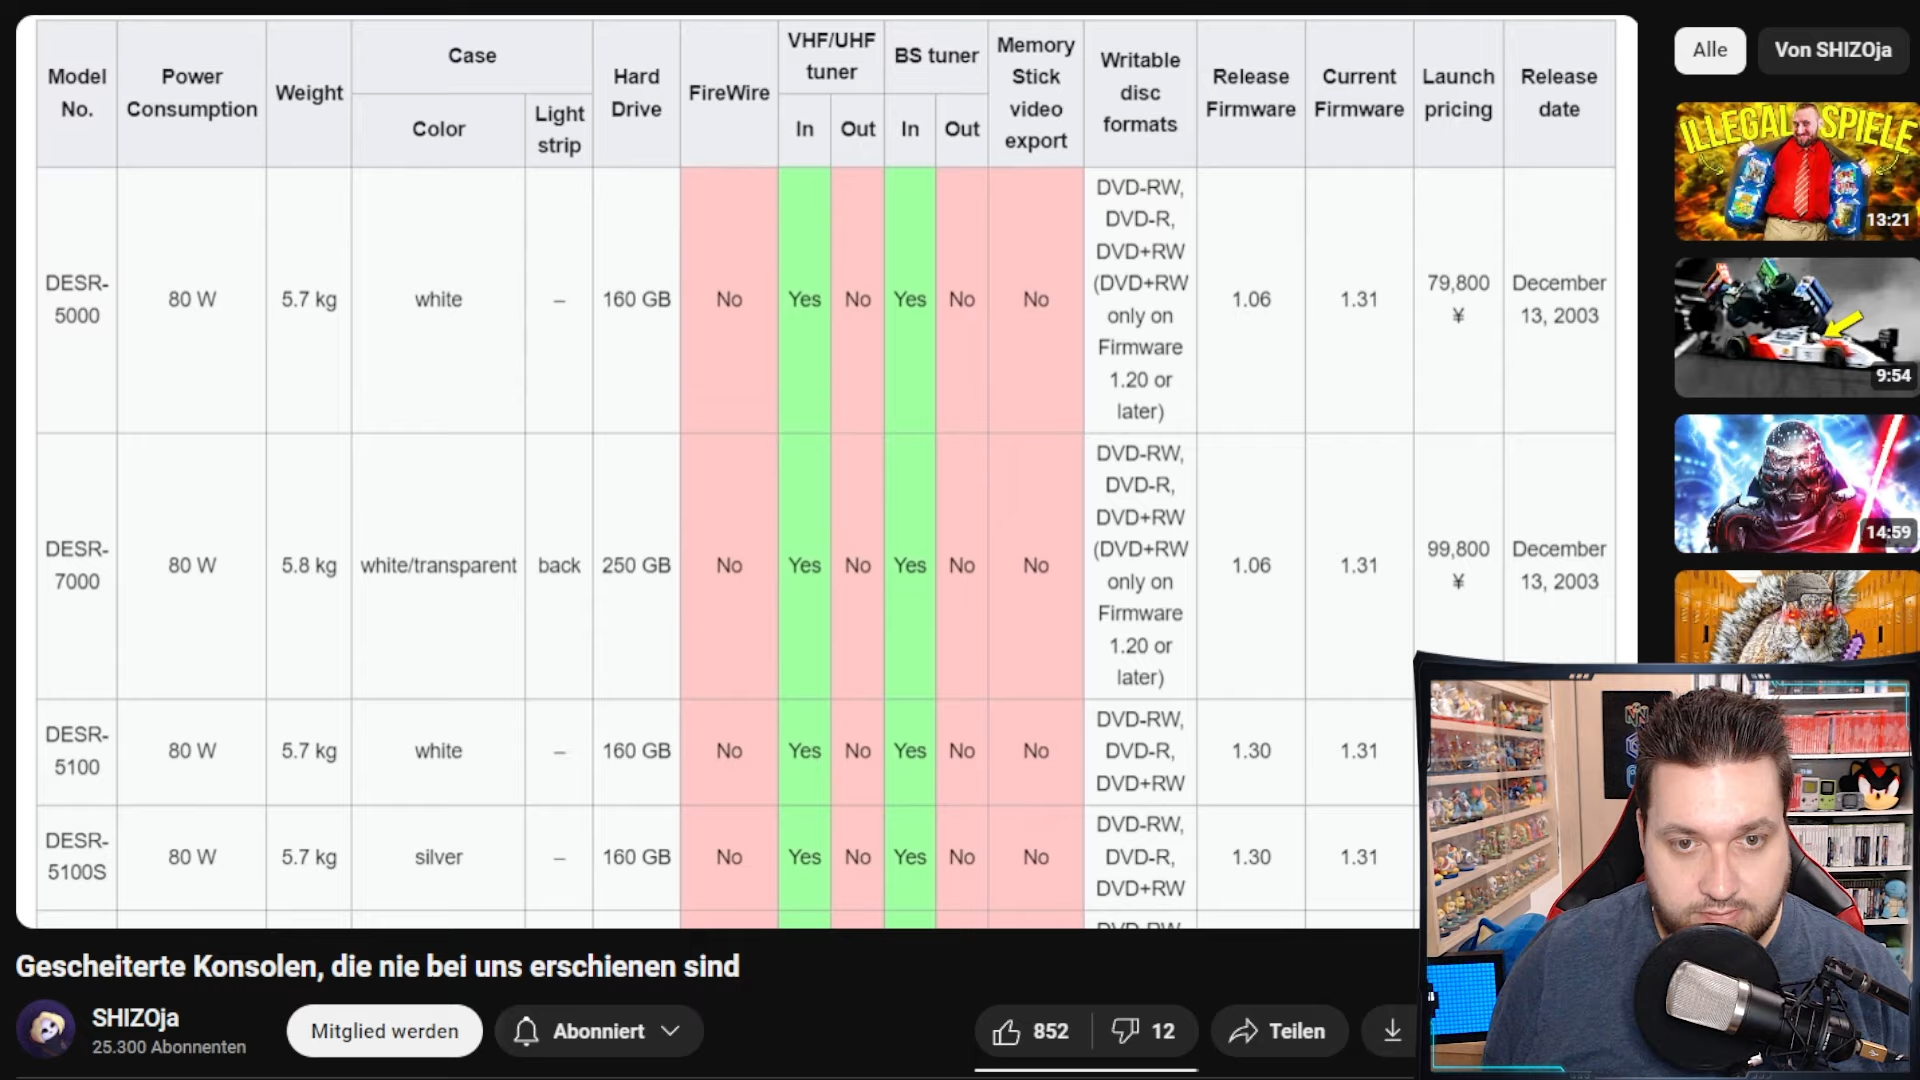 Model No.
Power Consumption
Weight
Case
Color
Light strip
Hard Drive
FireWire
VHF/UHF tuner
In
Out
BS tuner
In
Out
Memory Stick video export
Writable disc formats
Release Firmware
Current Firmware
Launch pricing
Release date
DESR-5000
80 W
5.7 kg
white
–
160 GB
No
Yes
No
Yes
No
No
DVD-RW, DVD-R, DVD+RW (DVD+RW only on Firmware 1.20 or later)
1.06
1.31
79,800 ¥
December 13, 2003
DESR-7000
80 W
5.8 kg
white/transparent
back
250 GB
No
Yes
No
Yes
No
No
DVD-RW, DVD-R, DVD+RW (DVD+RW only on Firmware 1.20 or later)
1.06
1.31
99,800 ¥
December 13, 2003
DESR-5100
80 W
5.7 kg
white
–
160 GB
No
Yes
No
Yes
No
No
DVD-RW, DVD-R, DVD+RW
1.30
1.31
DESR-5100S
80 W
5.7 kg
silver
–
160 GB
No
Yes
No
Yes
No
No
DVD-RW, DVD-R, DVD+RW
1.30
1.31
Alle
Von SHIZOja
ILLEGAL SPIELE
13:21
9:54
14:59
Gescheiterte Konsolen, die nie bei uns erschienen sind
SHIZOja
25.300 Abonnenten
Mitglied werden
Abonniert
852
12
Teilen